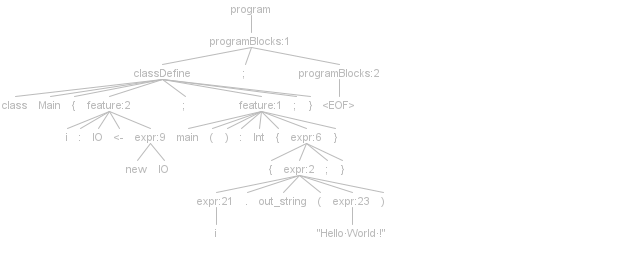 program
programBlocks:1
classDefine ; programBlocks:2
class Main { feature:2 ; feature:1 ; } <EOF>
i : IO <- expr:9 main ( ) : Int { expr:6 }
new IO { expr:2 ; }
expr:21 . out_string ( expr:23 )
i "Hello·World·!"